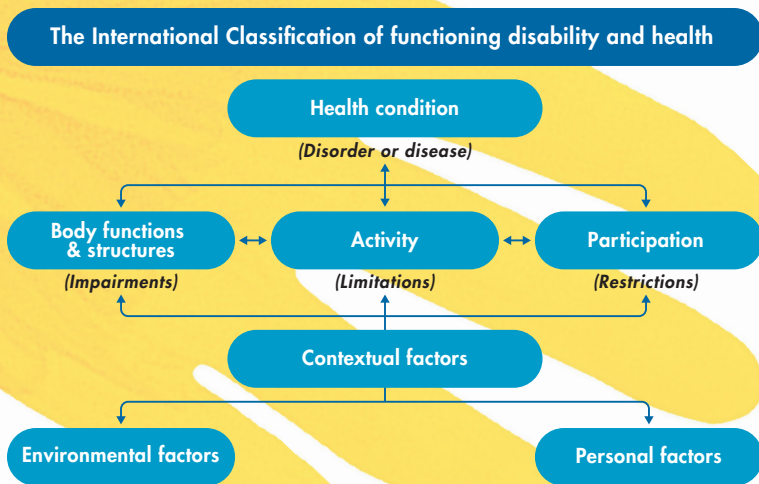 The International Classification of functioning disability and health
Health condition
(Disorder or disease)
Body functions
& structures
Activity
Participation
(Impairments)
(Limitations)
(Restrictions)
Contextual factors
Environmental factors
Personal factors